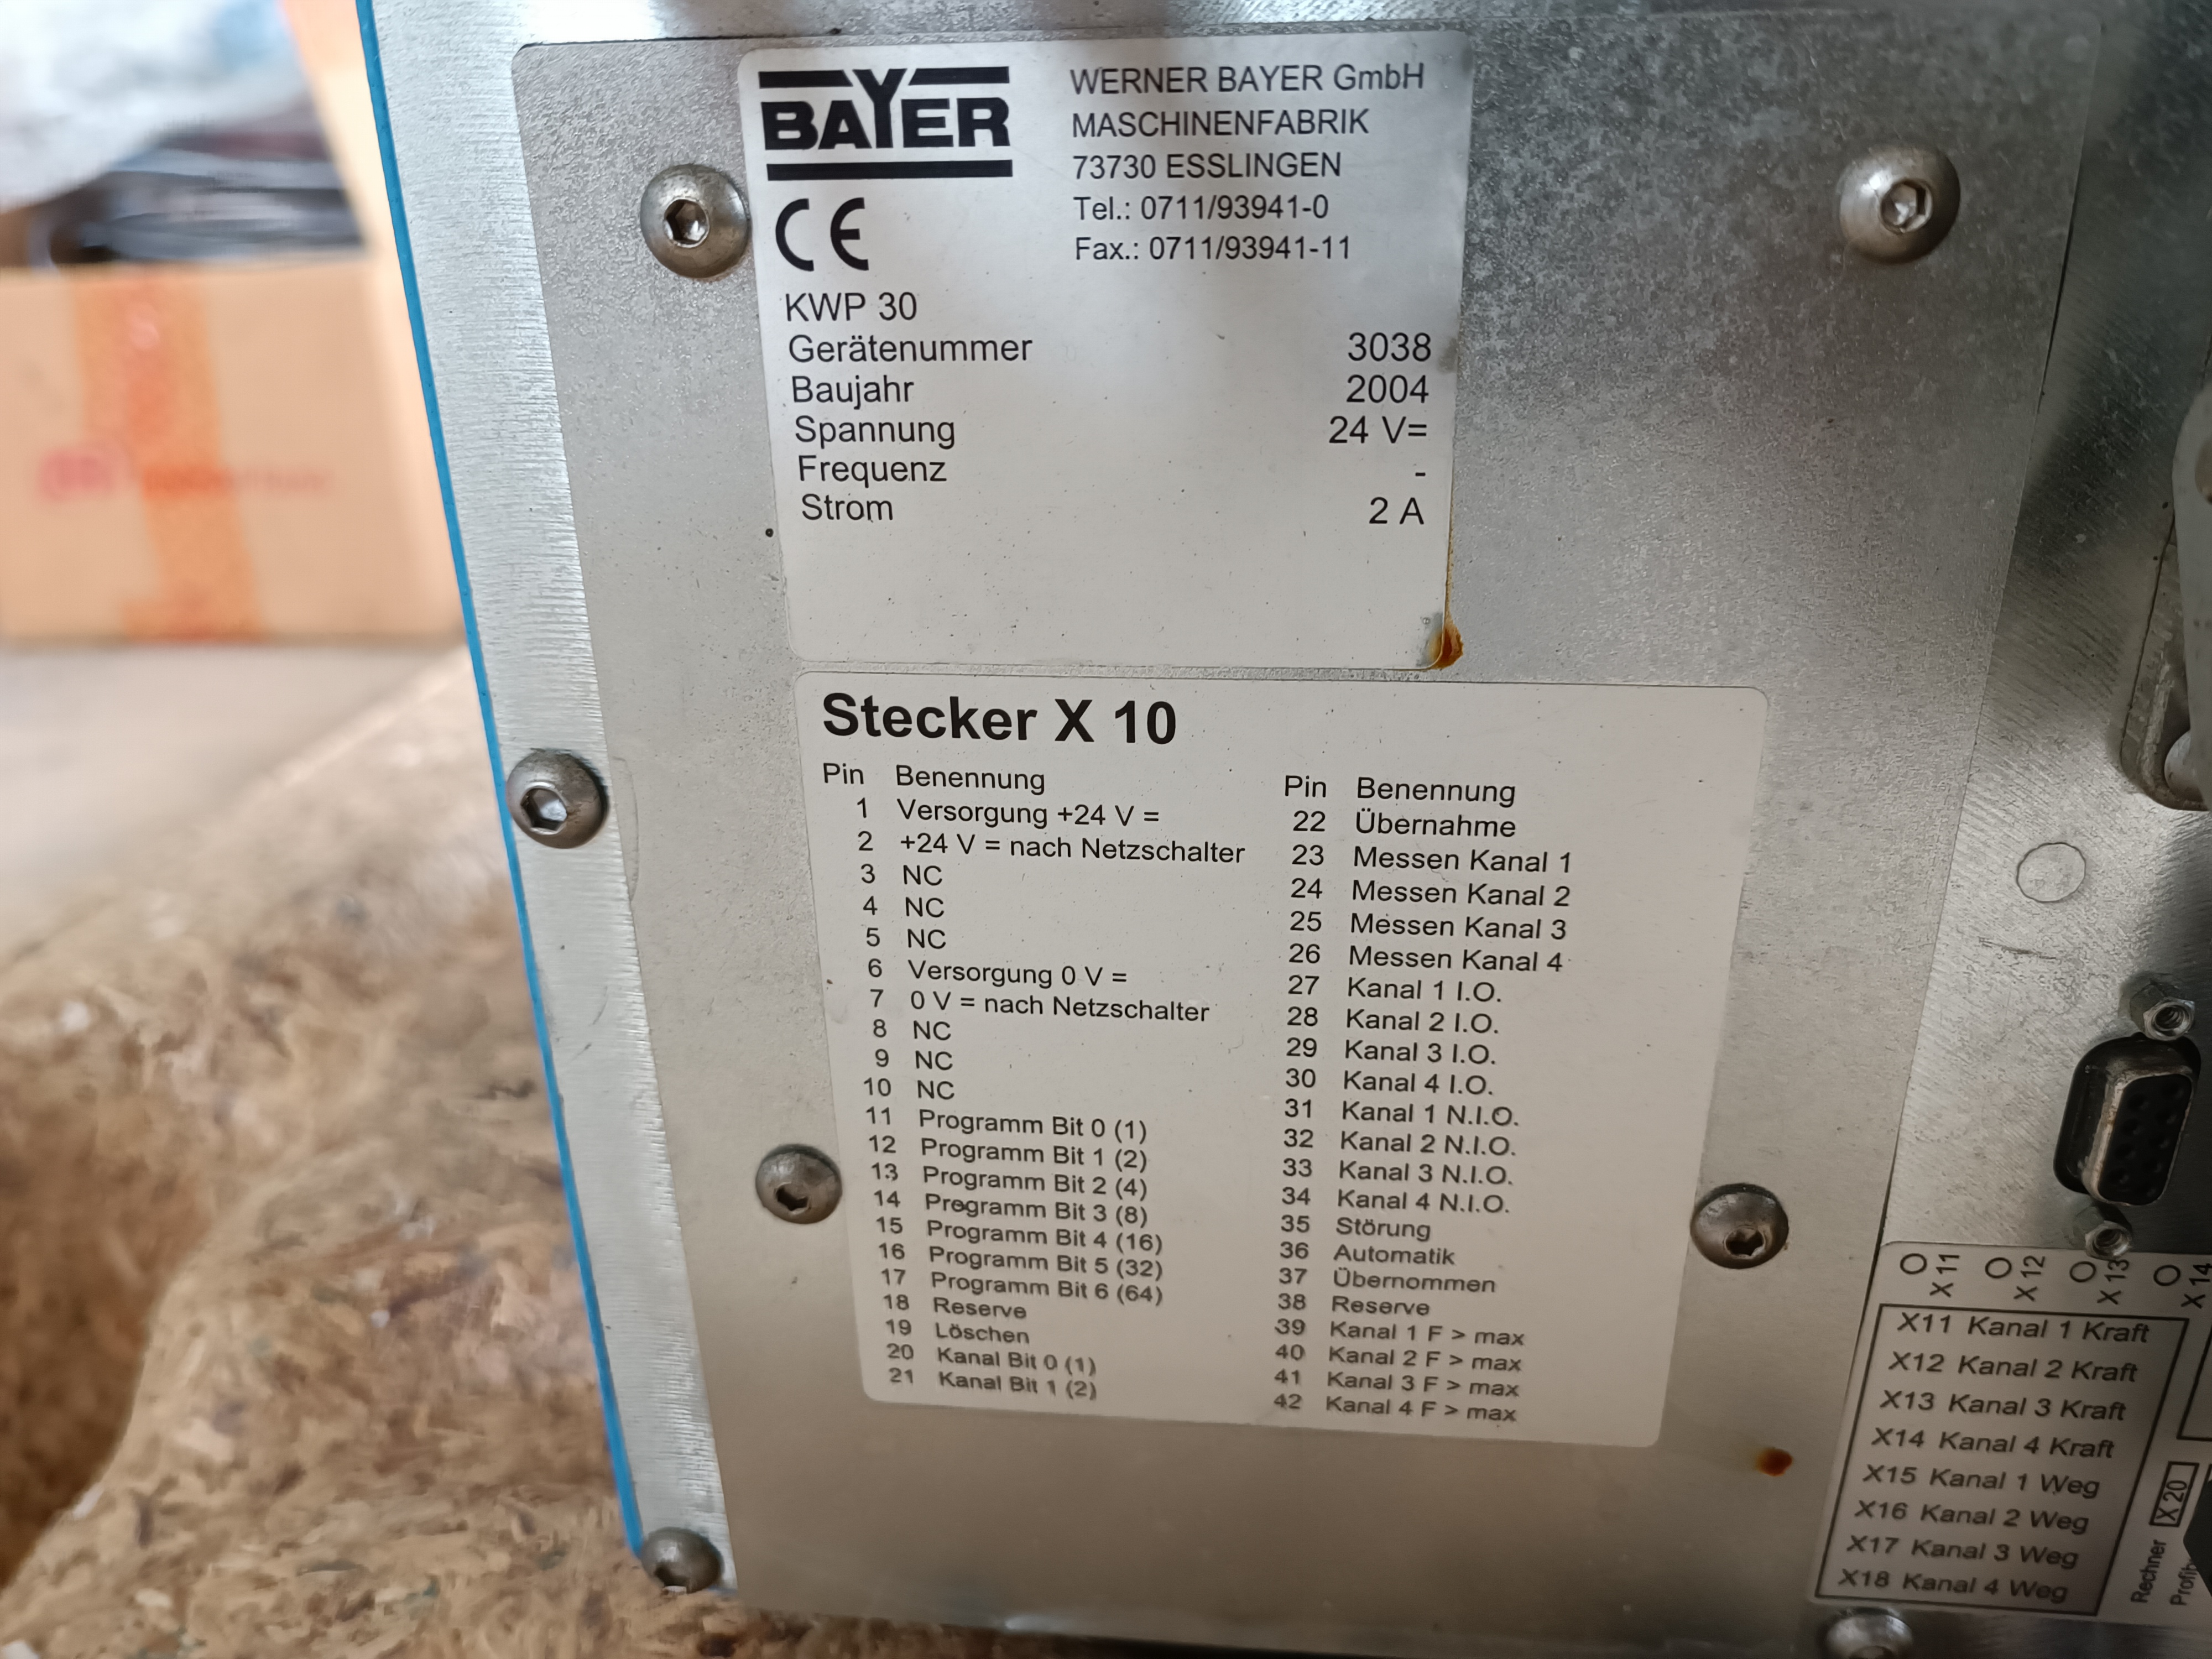 BAYER
WERNER BAYER GmbH
MASCHINENFABRIK
73730 ESSLINGEN
Tel.: 0711/93941-0
Fax.: 0711/93941-11
CE
KWP 30
Gerätenummer 3038
Baujahr 2004
Spannung 24 V=
Frequenz -
Strom 2 A
Stecker X 10
Pin Benennung
1 Versorgung +24 V =
2 +24 V = nach Netzschalter
3 NC
4 NC
5 NC
6 Versorgung 0 V =
7 0 V = nach Netzschalter
8 NC
9 NC
10 NC
11 Programm Bit 0 (1)
12 Programm Bit 1 (2)
13 Programm Bit 2 (4)
14 Programm Bit 3 (8)
15 Programm Bit 4 (16)
16 Programm Bit 5 (32)
17 Programm Bit 6 (64)
18 Reserve
19 Löschen
20 Kanal Bit 0 (1)
21 Kanal Bit 1 (2)
Pin Benennung
22 Übernahme
23 Messen Kanal 1
24 Messen Kanal 2
25 Messen Kanal 3
26 Messen Kanal 4
27 Kanal 1 I.O.
28 Kanal 2 I.O.
29 Kanal 3 I.O.
30 Kanal 4 I.O.
31 Kanal 1 N.I.O.
32 Kanal 2 N.I.O.
33 Kanal 3 N.I.O.
34 Kanal 4 N.I.O.
35 Störung
36 Automatik
37 Übernommen
38 Reserve
39 Kanal 1 F > max
40 Kanal 2 F > max
41 Kanal 3 F > max
42 Kanal 4 F > max
X 11
X 12
X 13
X 14
X11 Kanal 1 Kraft
X12 Kanal 2 Kraft
X13 Kanal 3 Kraft
X14 Kanal 4 Kraft
X15 Kanal 1 Weg
X16 Kanal 2 Weg
X17 Kanal 3 Weg
X18 Kanal 4 Weg
Rechner X 20